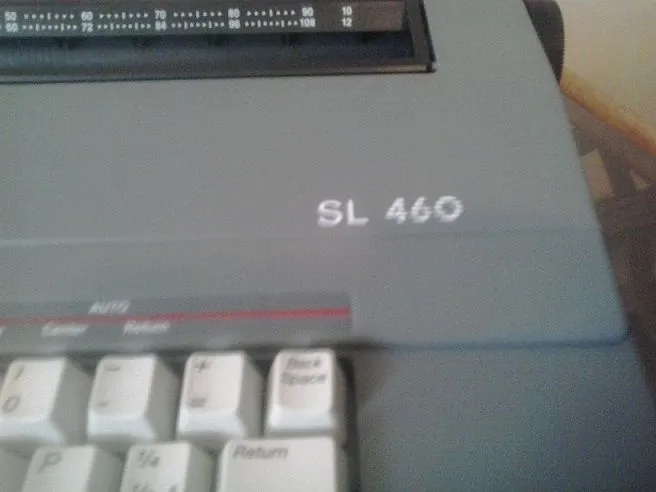 50 60 70 80 90 10
60 72 84 96 108 12
SL 460
AUTO
Center Return
Back
Space
P
Return